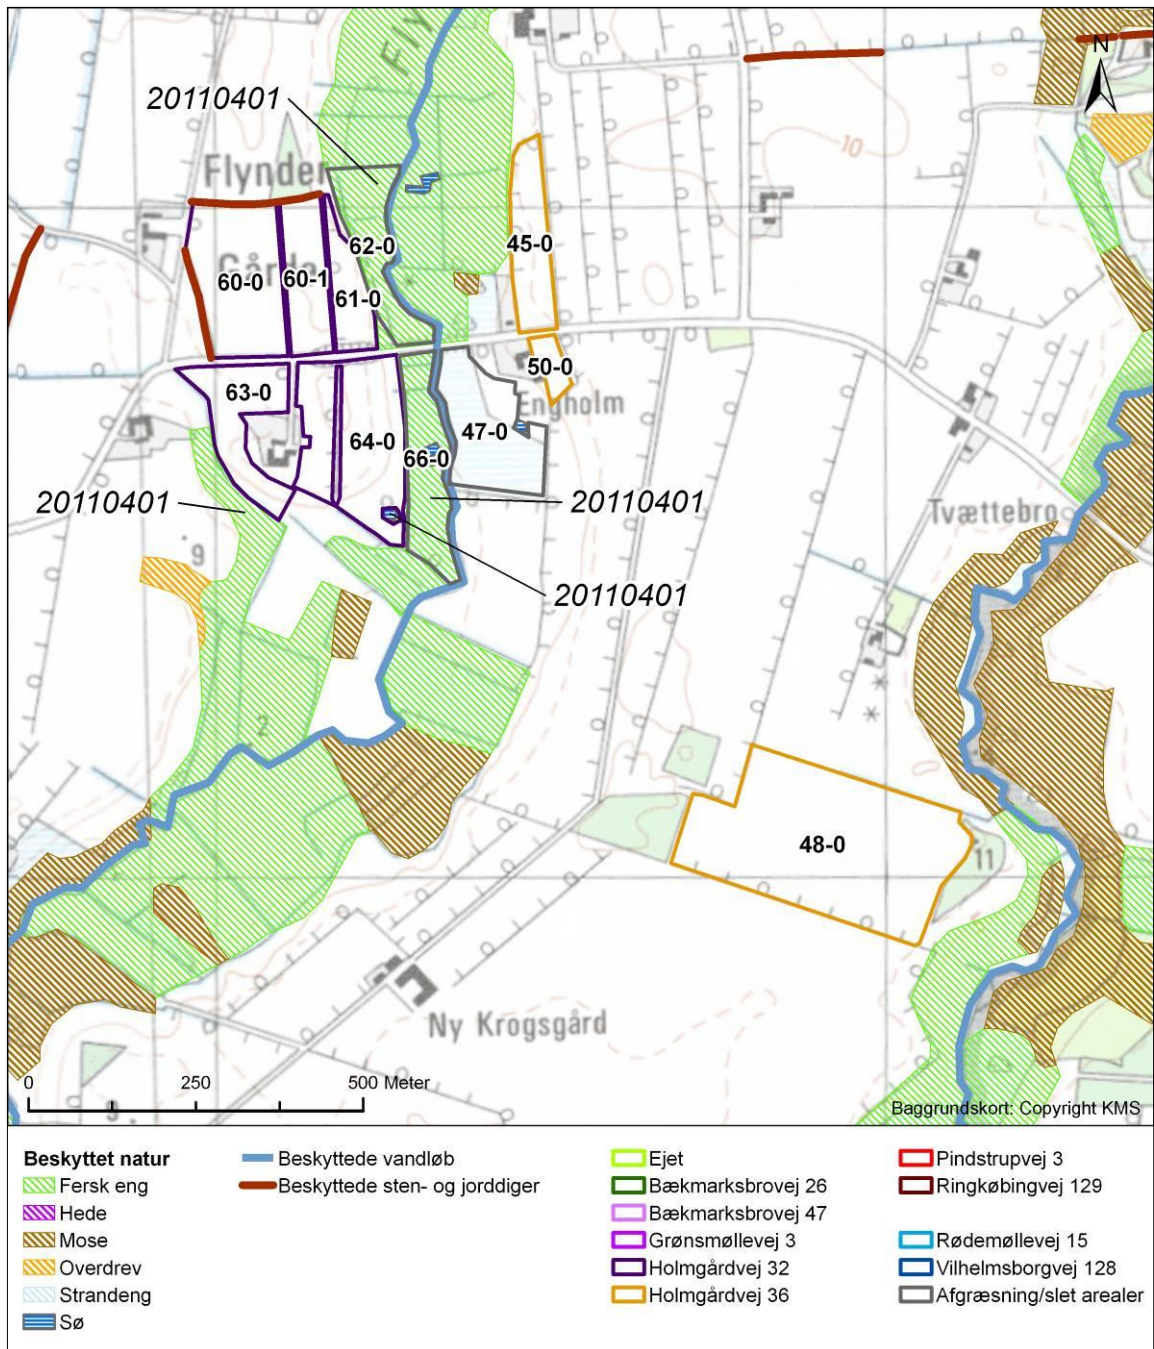 Fly
N
20110401
10
Flynder
62-0
45-0
Gårde
60-0
60-1
61-0
50-0
63-0
Engholm
64-0
47-0
66-0
20110401
20110401
Tvættebro
9
20110401
2
48-0
11
Ny Krogsgård
0 250 500 Meter
9
Baggrundskort: Copyright KMS
Beskyttet natur
Fersk eng
Hede
Mose
Overdrev
Strandeng
Sø
Beskyttede vandløb
Beskyttede sten- og jorddiger
Ejet
Bækmarksbrovej 26
Bækmarksbrovej 47
Grønsmøllevej 3
Holmgårdvej 32
Holmgårdvej 36
Pindstrupvej 3
Ringkøbingvej 129
Rødemøllevej 15
Vilhelmsborgvej 128
Afgræsning/slet arealer